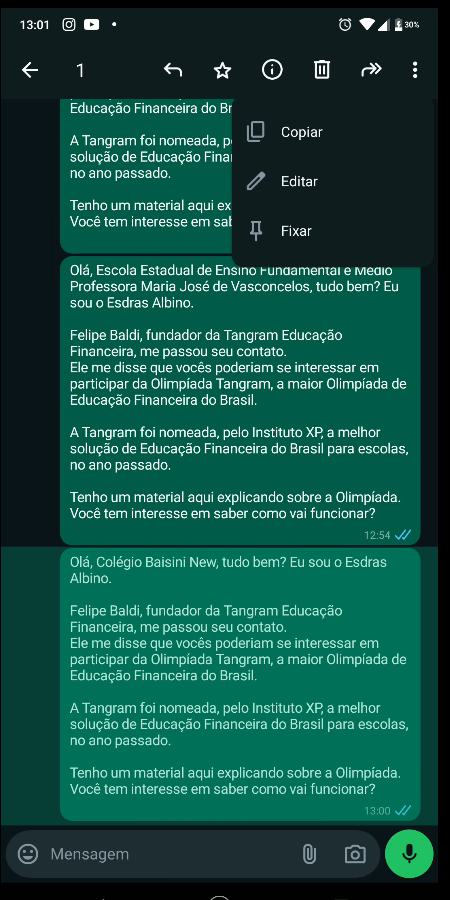 13:01
30%
1
Educação Financeira do Br
Copiar
A Tangram foi nomeada, p
solução de Educação Finan
no ano passado.
Editar
Tenho um material aqui ex
Você tem interesse em sab
Fixar
Olá, Escola Estadual de Ensino Fundamental e Médio
Professora Maria José de Vasconcelos, tudo bem? Eu
sou o Esdras Albino.
Felipe Baldi, fundador da Tangram Educação
Financeira, me passou seu contato.
Ele me disse que vocês poderiam se interessar em
participar da Olimpíada Tangram, a maior Olimpíada de
Educação Financeira do Brasil.
A Tangram foi nomeada, pelo Instituto XP, a melhor
solução de Educação Financeira do Brasil para escolas,
no ano passado.
Tenho um material aqui explicando sobre a Olimpíada.
Você tem interesse em saber como vai funcionar?
12:54
Olá, Colégio Baisini New, tudo bem? Eu sou o Esdras
Albino.
Felipe Baldi, fundador da Tangram Educação
Financeira, me passou seu contato.
Ele me disse que vocês poderiam se interessar em
participar da Olimpíada Tangram, a maior Olimpíada de
Educação Financeira do Brasil.
A Tangram foi nomeada, pelo Instituto XP, a melhor
solução de Educação Financeira do Brasil para escolas,
no ano passado.
Tenho um material aqui explicando sobre a Olimpíada.
Você tem interesse em saber como vai funcionar?
13:00
Mensagem